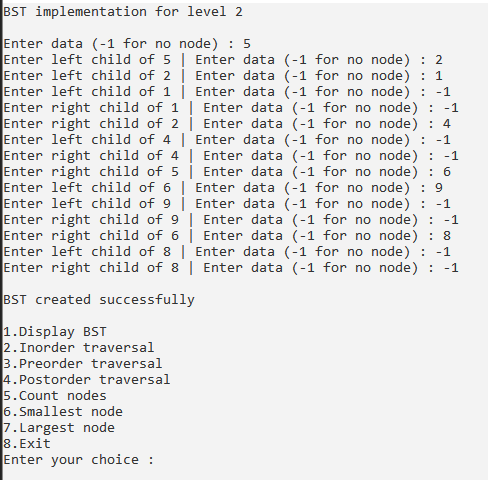 BST implementation for level 2
Enter data (-1 for no node) : 5
Enter left child of 5 | Enter data (-1 for no node) : 2
Enter left child of 2 | Enter data (-1 for no node) : 1
Enter left child of 1 | Enter data (-1 for no node) : -1
Enter right child of 1 | Enter data (-1 for no node) : -1
Enter right child of 2 | Enter data (-1 for no node) : 4
Enter left child of 4 | Enter data (-1 for no node) : -1
Enter right child of 4 | Enter data (-1 for no node) : -1
Enter right child of 5 | Enter data (-1 for no node) : 6
Enter left child of 6 | Enter data (-1 for no node) : 9
Enter left child of 9 | Enter data (-1 for no node) : -1
Enter right child of 9 | Enter data (-1 for no node) : -1
Enter right child of 6 | Enter data (-1 for no node) : 8
Enter left child of 8 | Enter data (-1 for no node) : -1
Enter right child of 8 | Enter data (-1 for no node) : -1
BST created successfully
1.Display BST
2.Inorder traversal
3.Preorder traversal
4.Postorder traversal
5.Count nodes
6.Smallest node
7.Largest node
8.Exit
Enter your choice :